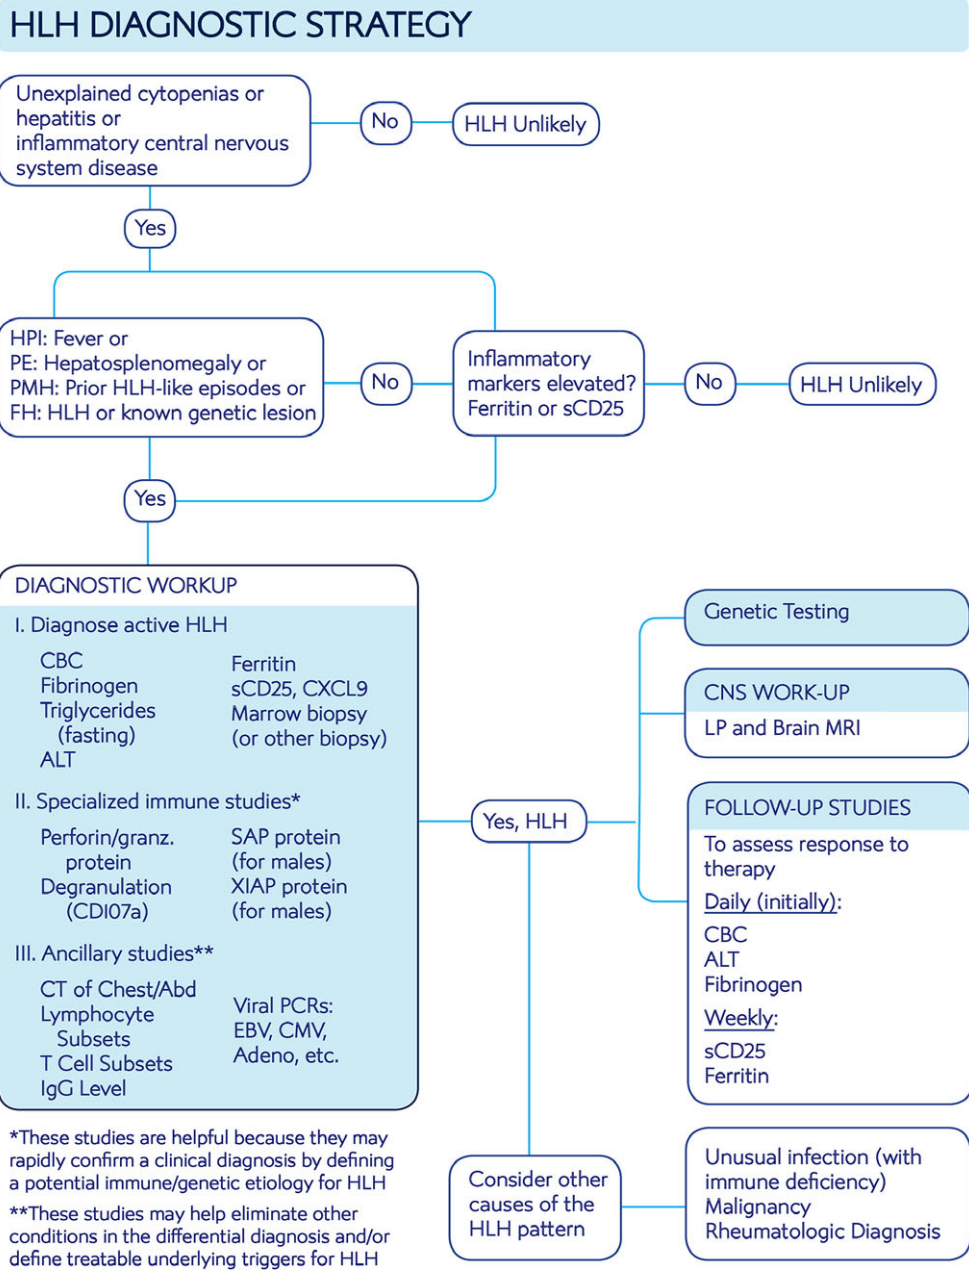 HLH DIAGNOSTIC STRATEGY
Unexplained cytopenias or
hepatitis or
inflammatory central nervous
system disease
No
HLH Unlikely
Yes
HPI: Fever or
PE: Hepatosplenomegaly or
PMH: Prior HLH-like episodes or
FH: HLH or known genetic lesion
No
Inflammatory
markers elevated?
Ferritin or sCD25
No
HLH Unlikely
Yes
DIAGNOSTIC WORKUP
I. Diagnose active HLH
CBC
Fibrinogen
Triglycerides
(fasting)
ALT
Ferritin
sCD25, CXCL9
Marrow biopsy
(or other biopsy)
II. Specialized immune studies*
Perforin/granz.
protein
Degranulation
(CD107a)
SAP protein
(for males)
XIAP protein
(for males)
III. Ancillary studies**
CT of Chest/Abd
Lymphocyte
Subsets
T Cell Subsets
IgG Level
Viral PCRs:
EBV, CMV,
Adeno, etc.
Yes, HLH
Genetic Testing
CNS WORK-UP
LP and Brain MRI
FOLLOW-UP STUDIES
To assess response to
therapy
Daily (initially):
CBC
ALT
Fibrinogen
Weekly:
sCD25
Ferritin
Consider other
causes of the
HLH pattern
Unusual infection (with
immune deficiency)
Malignancy
Rheumatologic Diagnosis
*These studies are helpful because they may
rapidly confirm a clinical diagnosis by defining
a potential immune/genetic etiology for HLH
**These studies may help eliminate other
conditions in the differential diagnosis and/or
define treatable underlying triggers for HLH